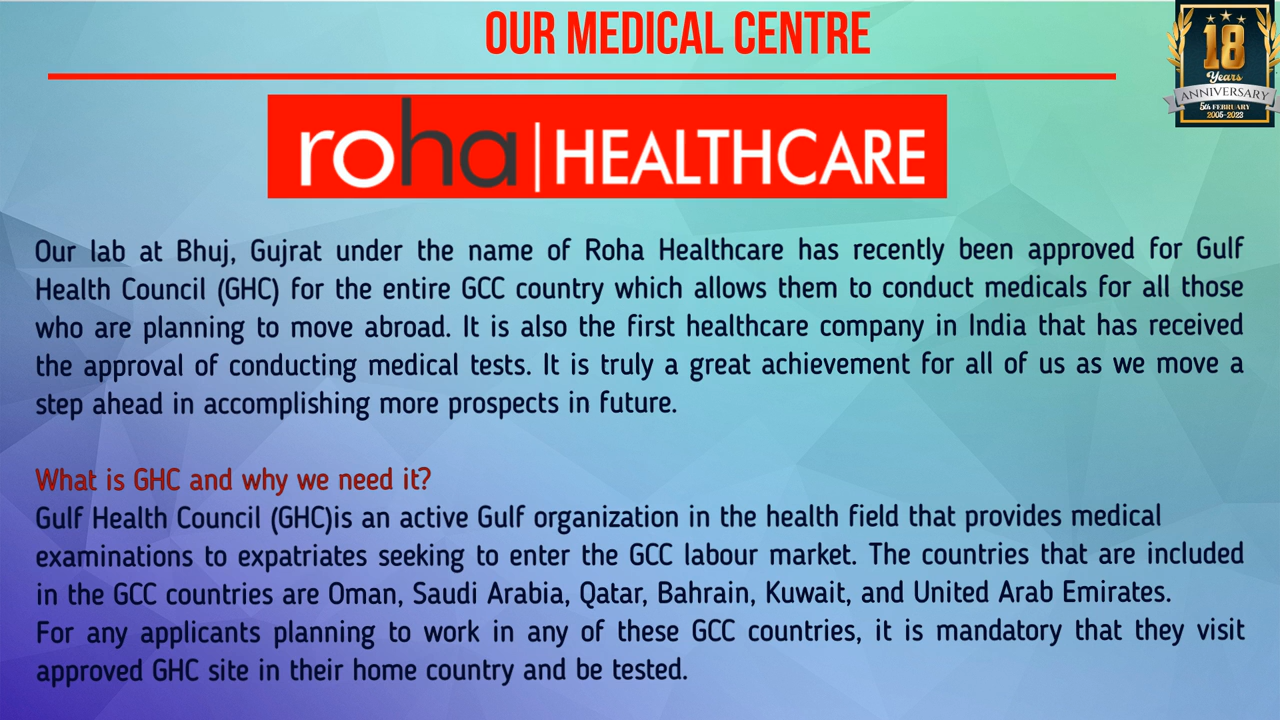 OUR MEDICAL CENTRE
18
Years
ANNIVERSARY
5th FEBRUARY
2005-2023
roha | HEALTHCARE
Our lab at Bhuj, Gujrat under the name of Roha Healthcare has recently been approved for Gulf
Health Council (GHC) for the entire GCC country which allows them to conduct medicals for all those
who are planning to move abroad. It is also the first healthcare company in India that has received
the approval of conducting medical tests. It is truly a great achievement for all of us as we move a
step ahead in accomplishing more prospects in future.
What is GHC and why we need it?
Gulf Health Council (GHC)is an active Gulf organization in the health field that provides medical
examinations to expatriates seeking to enter the GCC labour market. The countries that are included
in the GCC countries are Oman, Saudi Arabia, Qatar, Bahrain, Kuwait, and United Arab Emirates.
For any applicants planning to work in any of these GCC countries, it is mandatory that they visit
approved GHC site in their home country and be tested.